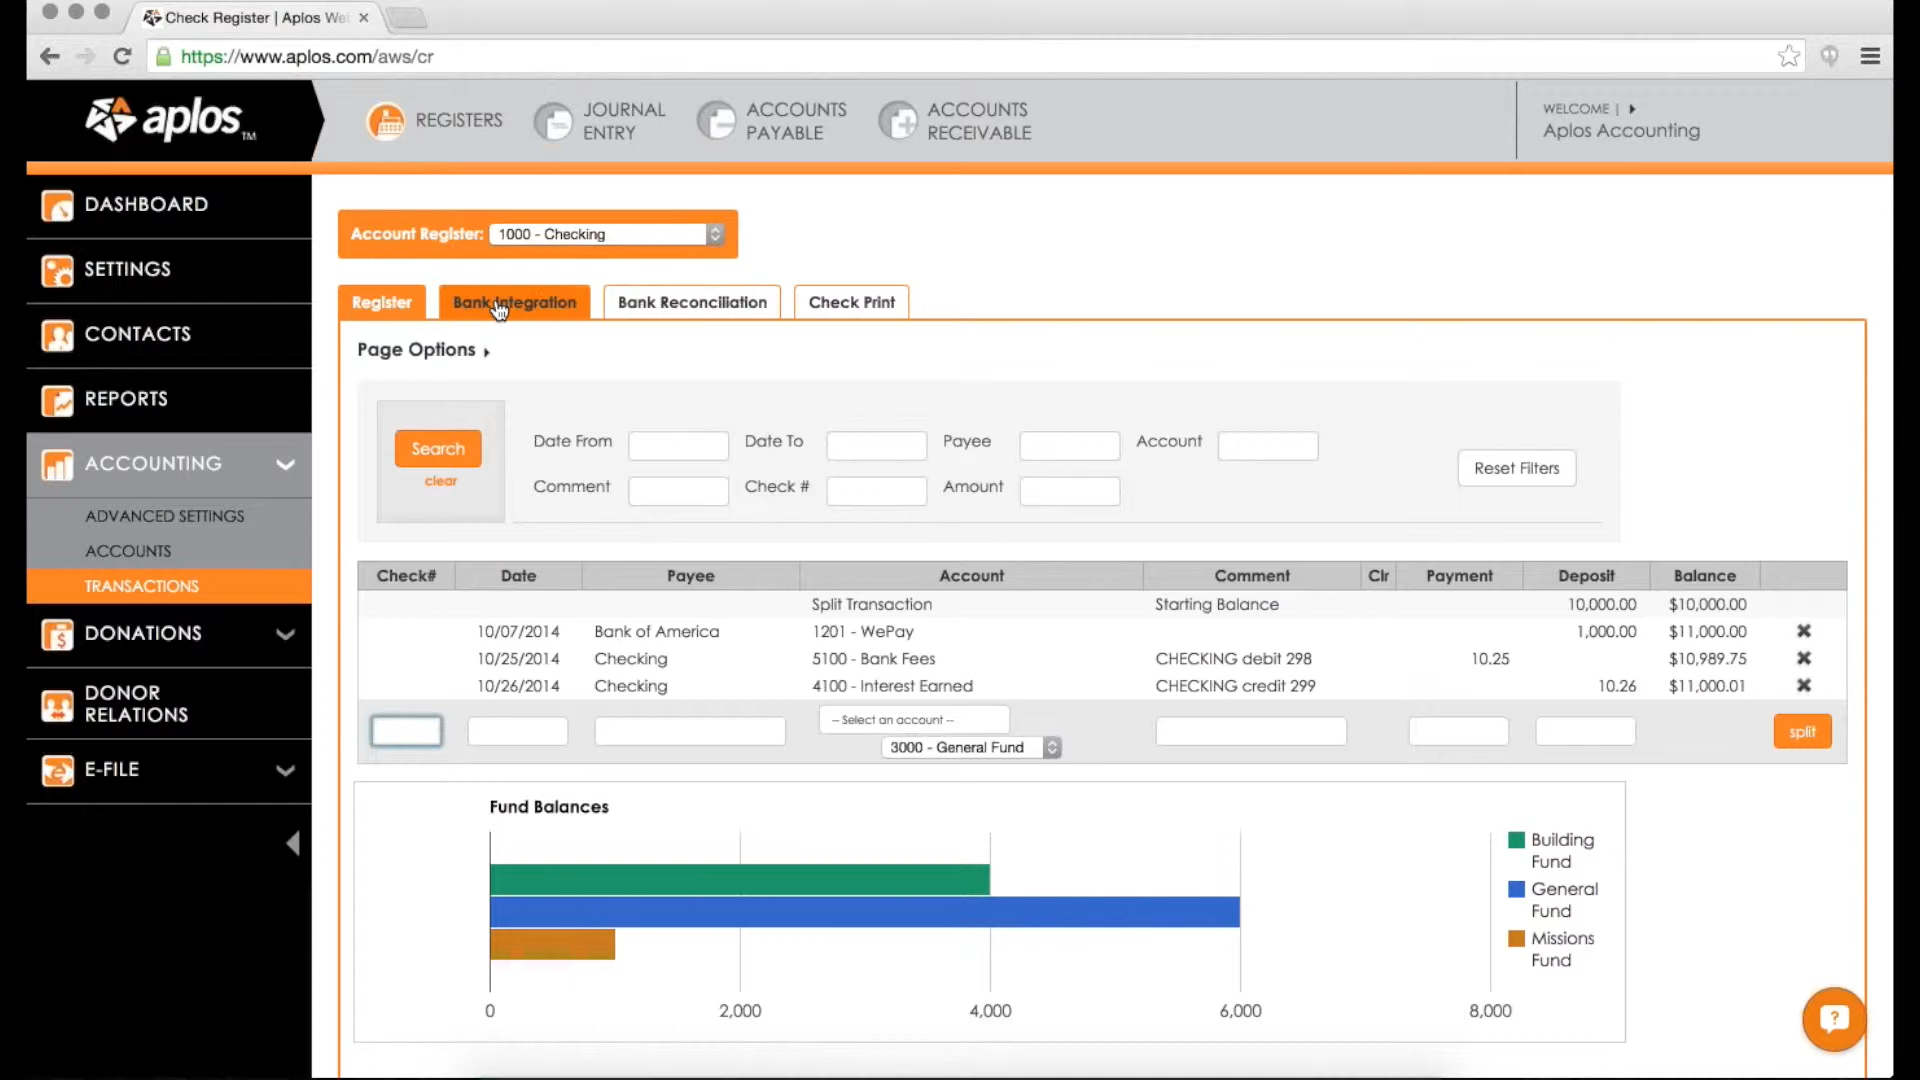 Check Register | Aplos We
https://www.aplos.com/aws/cr
aplos TM
REGISTERS
JOURNAL
ENTRY
ACCOUNTS
PAYABLE
ACCOUNTS
RECEIVABLE
WELCOME |
Aplos Accounting
DASHBOARD
SETTINGS
CONTACTS
REPORTS
ACCOUNTING
ADVANCED SETTINGS
ACCOUNTS
TRANSACTIONS
DONATIONS
DONOR
RELATIONS
E-FILE
Account Register: 1000 - Checking
Register Bank Integration Bank Reconciliation Check Print
Page Options
Search
clear
Date From Date To Payee Account
Comment Check # Amount
Reset Filters
Check# Date Payee Account Comment Clr Payment Deposit Balance
Split Transaction Starting Balance 10,000.00 $10,000.00
10/07/2014 Bank of America 1201 - WePay 1,000.00 $11,000.00
10/25/2014 Checking 5100 - Bank Fees CHECKING debit 298 10.25 $10,989.75
10/26/2014 Checking 4100 - Interest Earned CHECKING credit 299 10.26 $11,000.01
-- Select an account --
3000 - General Fund
split
Fund Balances
Building
Fund
General
Fund
Missions
Fund
0 2,000 4,000 6,000 8,000
?